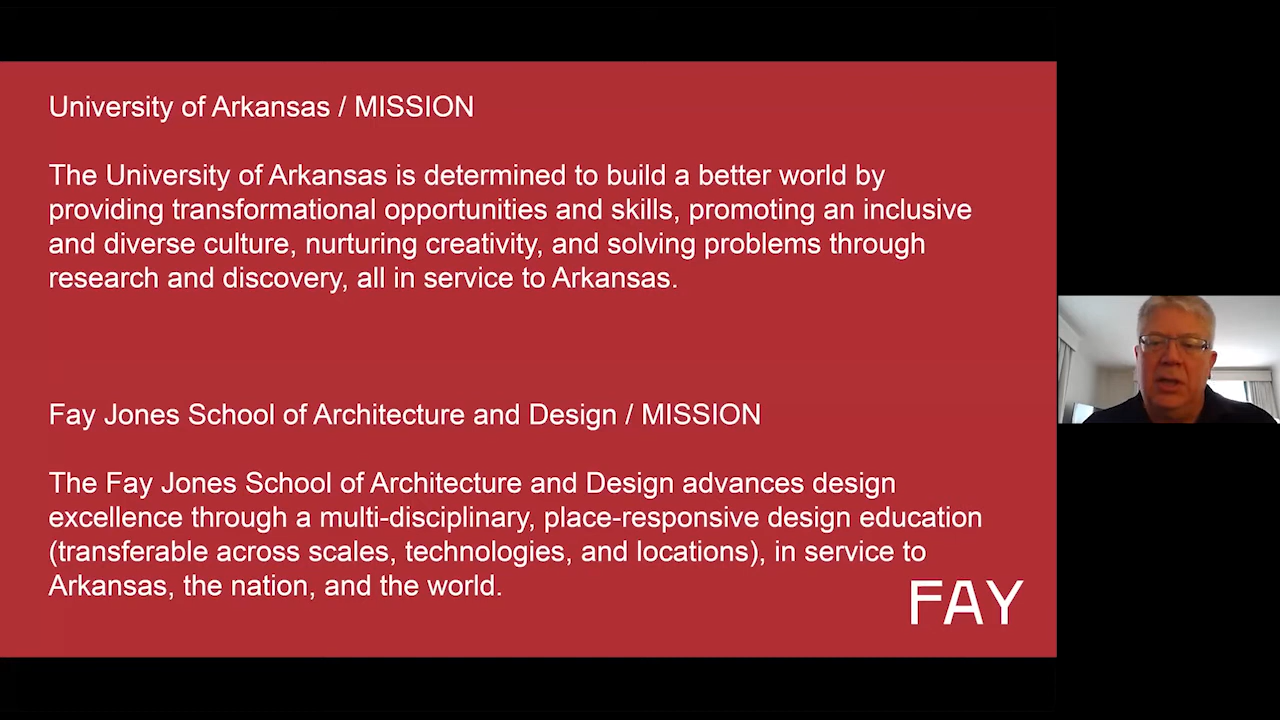 University of Arkansas / MISSION
The University of Arkansas is determined to build a better world by
providing transformational opportunities and skills, promoting an inclusive
and diverse culture, nurturing creativity, and solving problems through
research and discovery, all in service to Arkansas.
Fay Jones School of Architecture and Design / MISSION
The Fay Jones School of Architecture and Design advances design
excellence through a multi-disciplinary, place-responsive design education
(transferable across scales, technologies, and locations), in service to
Arkansas, the nation, and the world.
FAY